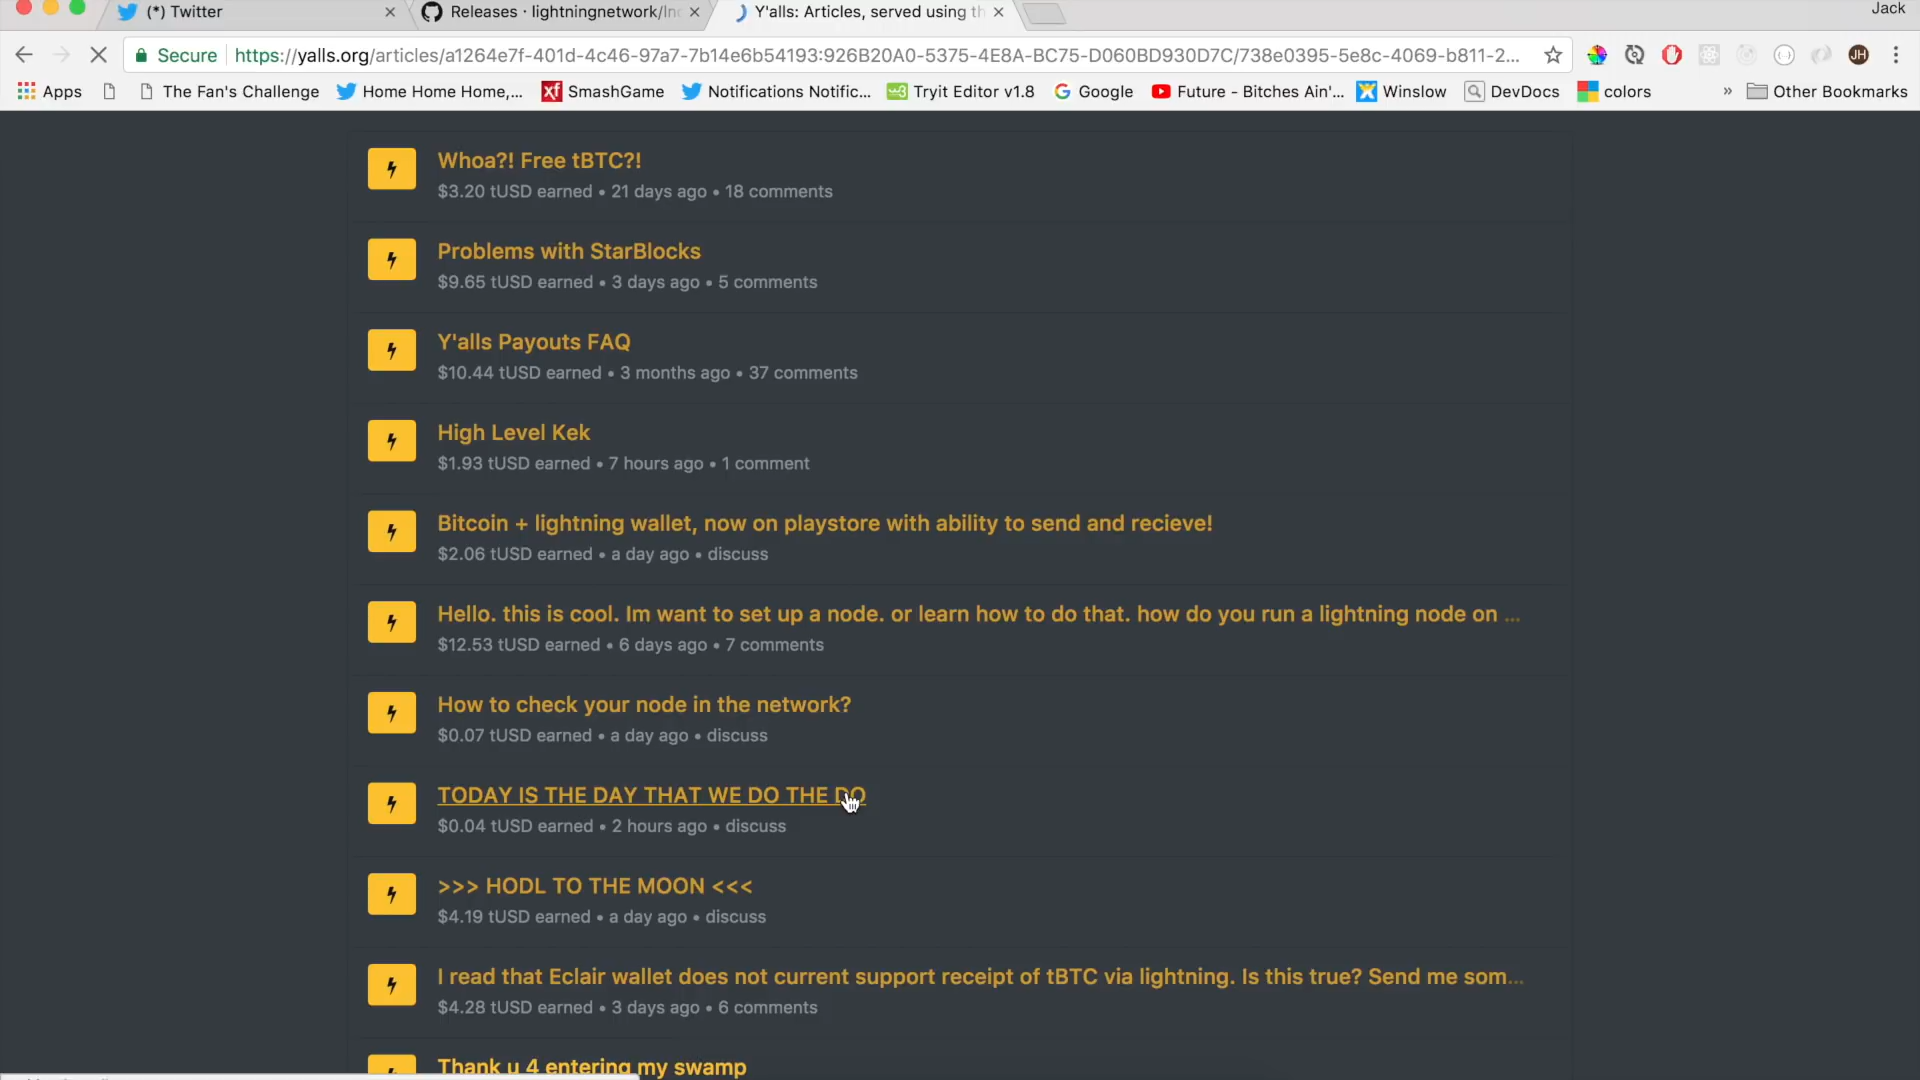 (*) Twitter
Releases · lightningnetwork/ln
Y'alls: Articles, served using th
Jack
Secure
https://yalls.org/articles/a1264e7f-401d-4c46-97a7-7b14e6b54193:926B20A0-5375-4E8A-BC75-D060BD930D7C/738e0395-5e8c-4069-b811-2...
JH
Apps
The Fan's Challenge
Home Home Home,...
SmashGame
Notifications Notific...
Tryit Editor v1.8
Google
Future - Bitches Ain'...
Winslow
DevDocs
colors
»
Other Bookmarks
Whoa?! Free tBTC?!
$3.20 tUSD earned • 21 days ago • 18 comments
Problems with StarBlocks
$9.65 tUSD earned • 3 days ago • 5 comments
Y'alls Payouts FAQ
$10.44 tUSD earned • 3 months ago • 37 comments
High Level Kek
$1.93 tUSD earned • 7 hours ago • 1 comment
Bitcoin + lightning wallet, now on playstore with ability to send and recieve!
$2.06 tUSD earned • a day ago • discuss
Hello. this is cool. Im want to set up a node. or learn how to do that. how do you run a lightning node on ...
$12.53 tUSD earned • 6 days ago • 7 comments
How to check your node in the network?
$0.07 tUSD earned • a day ago • discuss
TODAY IS THE DAY THAT WE DO THE DO
$0.04 tUSD earned • 2 hours ago • discuss
>>> HODL TO THE MOON <<<
$4.19 tUSD earned • a day ago • discuss
I read that Eclair wallet does not current support receipt of tBTC via lightning. Is this true? Send me som...
$4.28 tUSD earned • 3 days ago • 6 comments
Thank u 4 entering my swamp